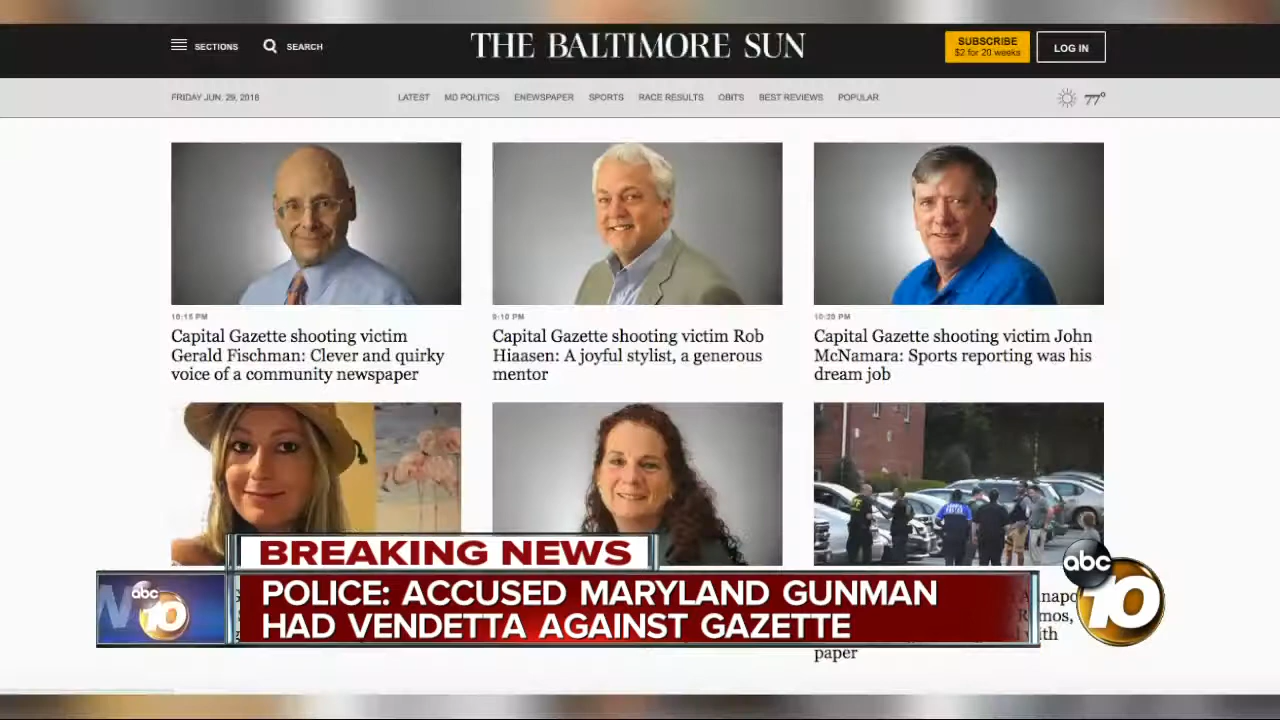 SECTIONS
SEARCH
THE BALTIMORE SUN
SUBSCRIBE
$2 for 20 weeks
LOG IN
FRIDAY JUN. 29, 2018
LATEST MD POLITICS ENEWSPAPER SPORTS RACE RESULTS OBITS BEST REVIEWS POPULAR
77°
10:15 PM
Capital Gazette shooting victim
Gerald Fischman: Clever and quirky
voice of a community newspaper
9:10 PM
Capital Gazette shooting victim Rob
Hiaasen: A joyful stylist, a generous
mentor
10:20 PM
Capital Gazette shooting victim John
McNamara: Sports reporting was his
dream job
BREAKING NEWS
POLICE: ACCUSED MARYLAND GUNMAN
HAD VENDETTA AGAINST GAZETTE
abc
10
abc
10
paper